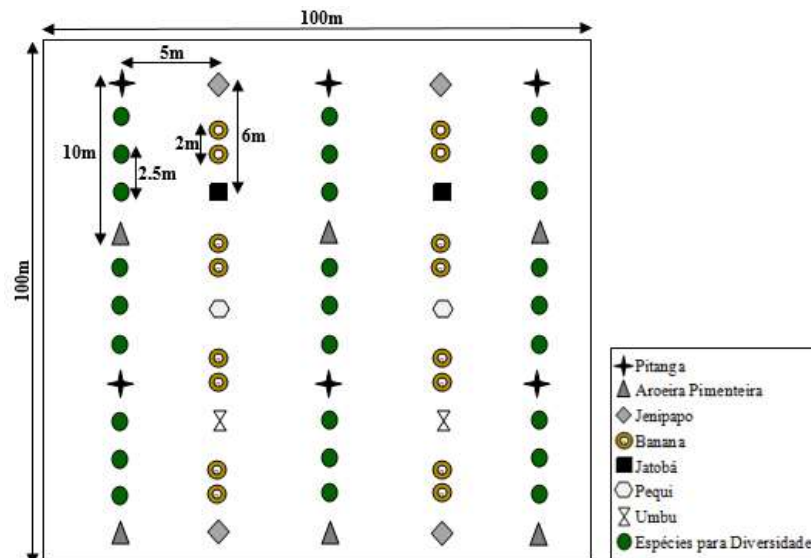 100m
5m
6m
2m
10m
2.5m
100m
Pitanga
Aroeira Pimenteira
Jenipapo
Banana
Jatobá
Pequi
Umbu
Espécies para Diversidade